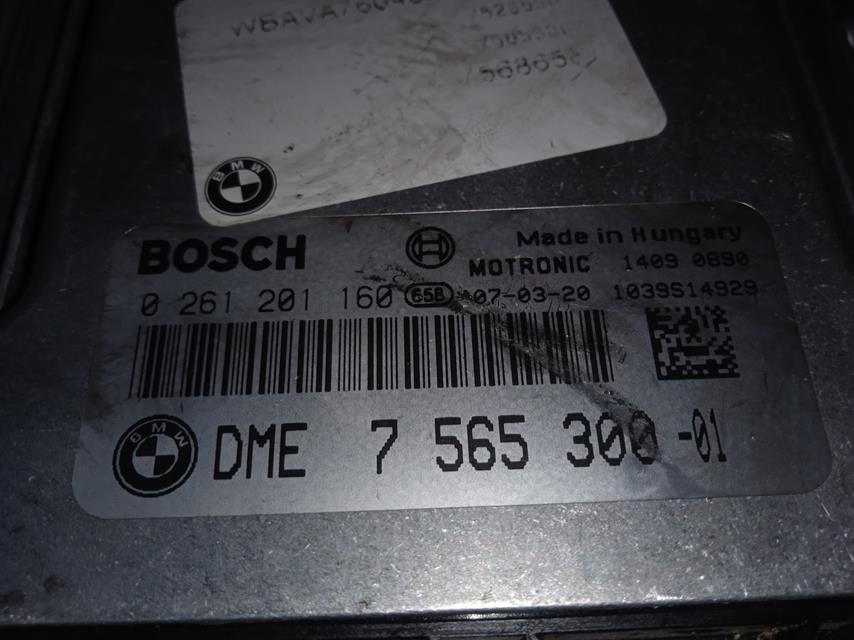 BMW
BOSCH
Made in Hungary
MOTRONIC 1409 0890
0 261 201 160 65B 07-03-20 1039S14929
BMW
DME 7 565 300 -01